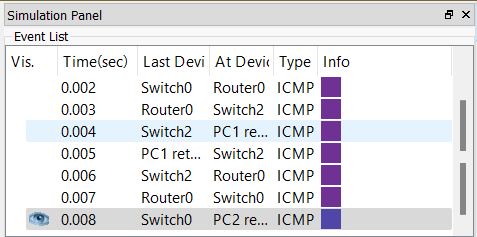 Simulation Panel
Event List
Vis. Time(sec) Last Devi At Devic Type Info
0.002 Switch0 Router0 ICMP
0.003 Router0 Switch2 ICMP
0.004 Switch2 PC1 re... ICMP
0.005 PC1 ret... Switch2 ICMP
0.006 Switch2 Router0 ICMP
0.007 Router0 Switch0 ICMP
0.008 Switch0 PC2 re... ICMP